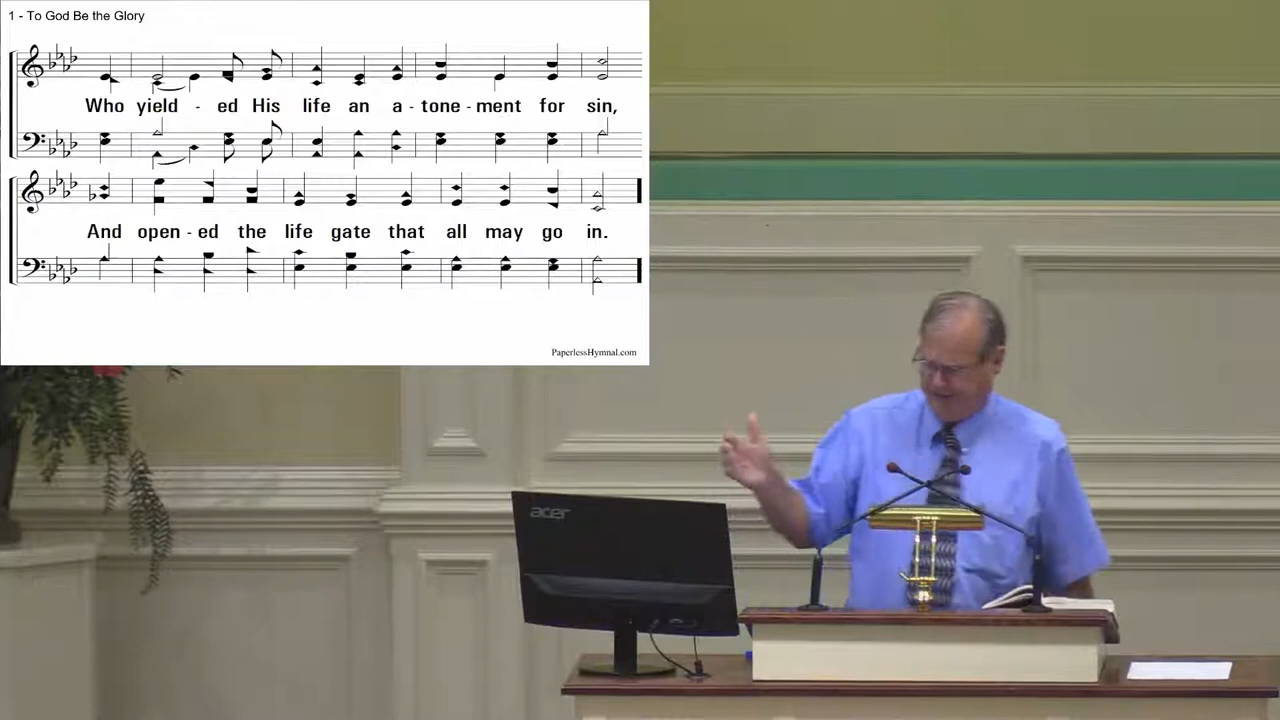 1 - To God Be the Glory
Who yield - ed His life an a - tone - ment for sin,
And open - ed the life gate that all may go in.
PaperlessHymnal.com
acer